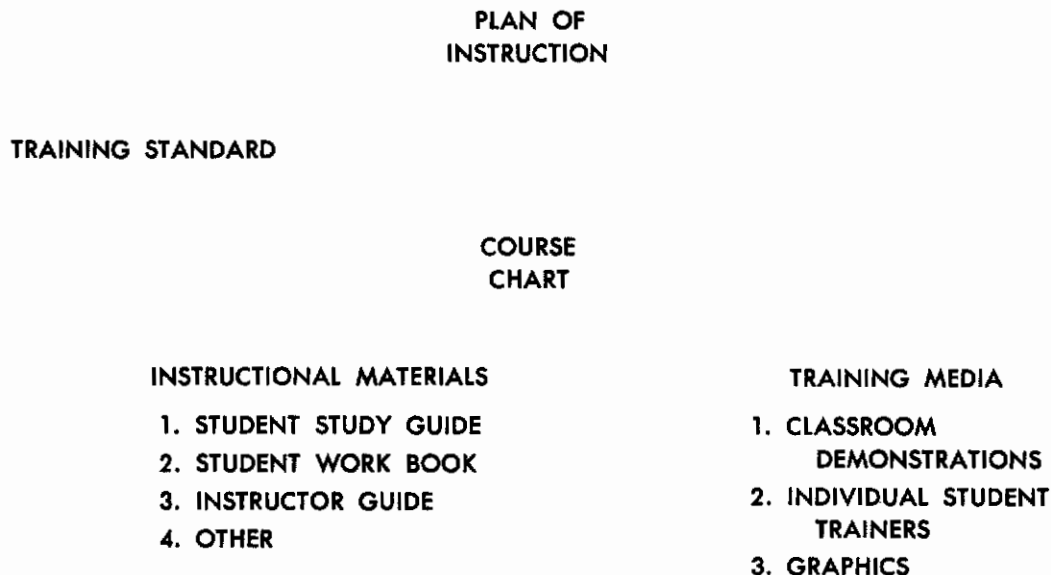 PLAN OF
INSTRUCTION
TRAINING STANDARD
COURSE
CHART
INSTRUCTIONAL MATERIALS
1. STUDENT STUDY GUIDE
2. STUDENT WORK BOOK
3. INSTRUCTOR GUIDE
4. OTHER
TRAINING MEDIA
1. CLASSROOM
DEMONSTRATIONS
2. INDIVIDUAL STUDENT
TRAINERS
3. GRAPHICS